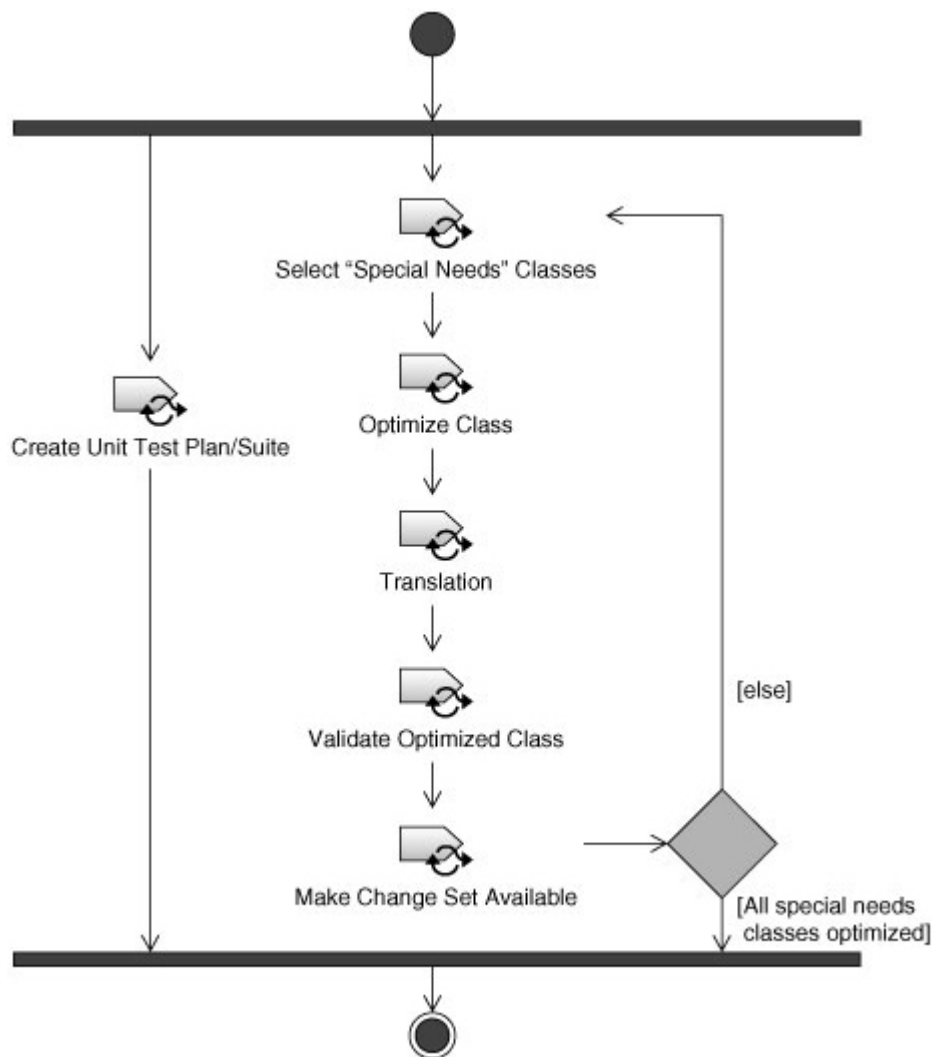 Select “Special Needs” Classes
Optimize Class
Create Unit Test Plan/Suite
Translation
[else]
Validate Optimized Class
Make Change Set Available
[All special needs
classes optimized]